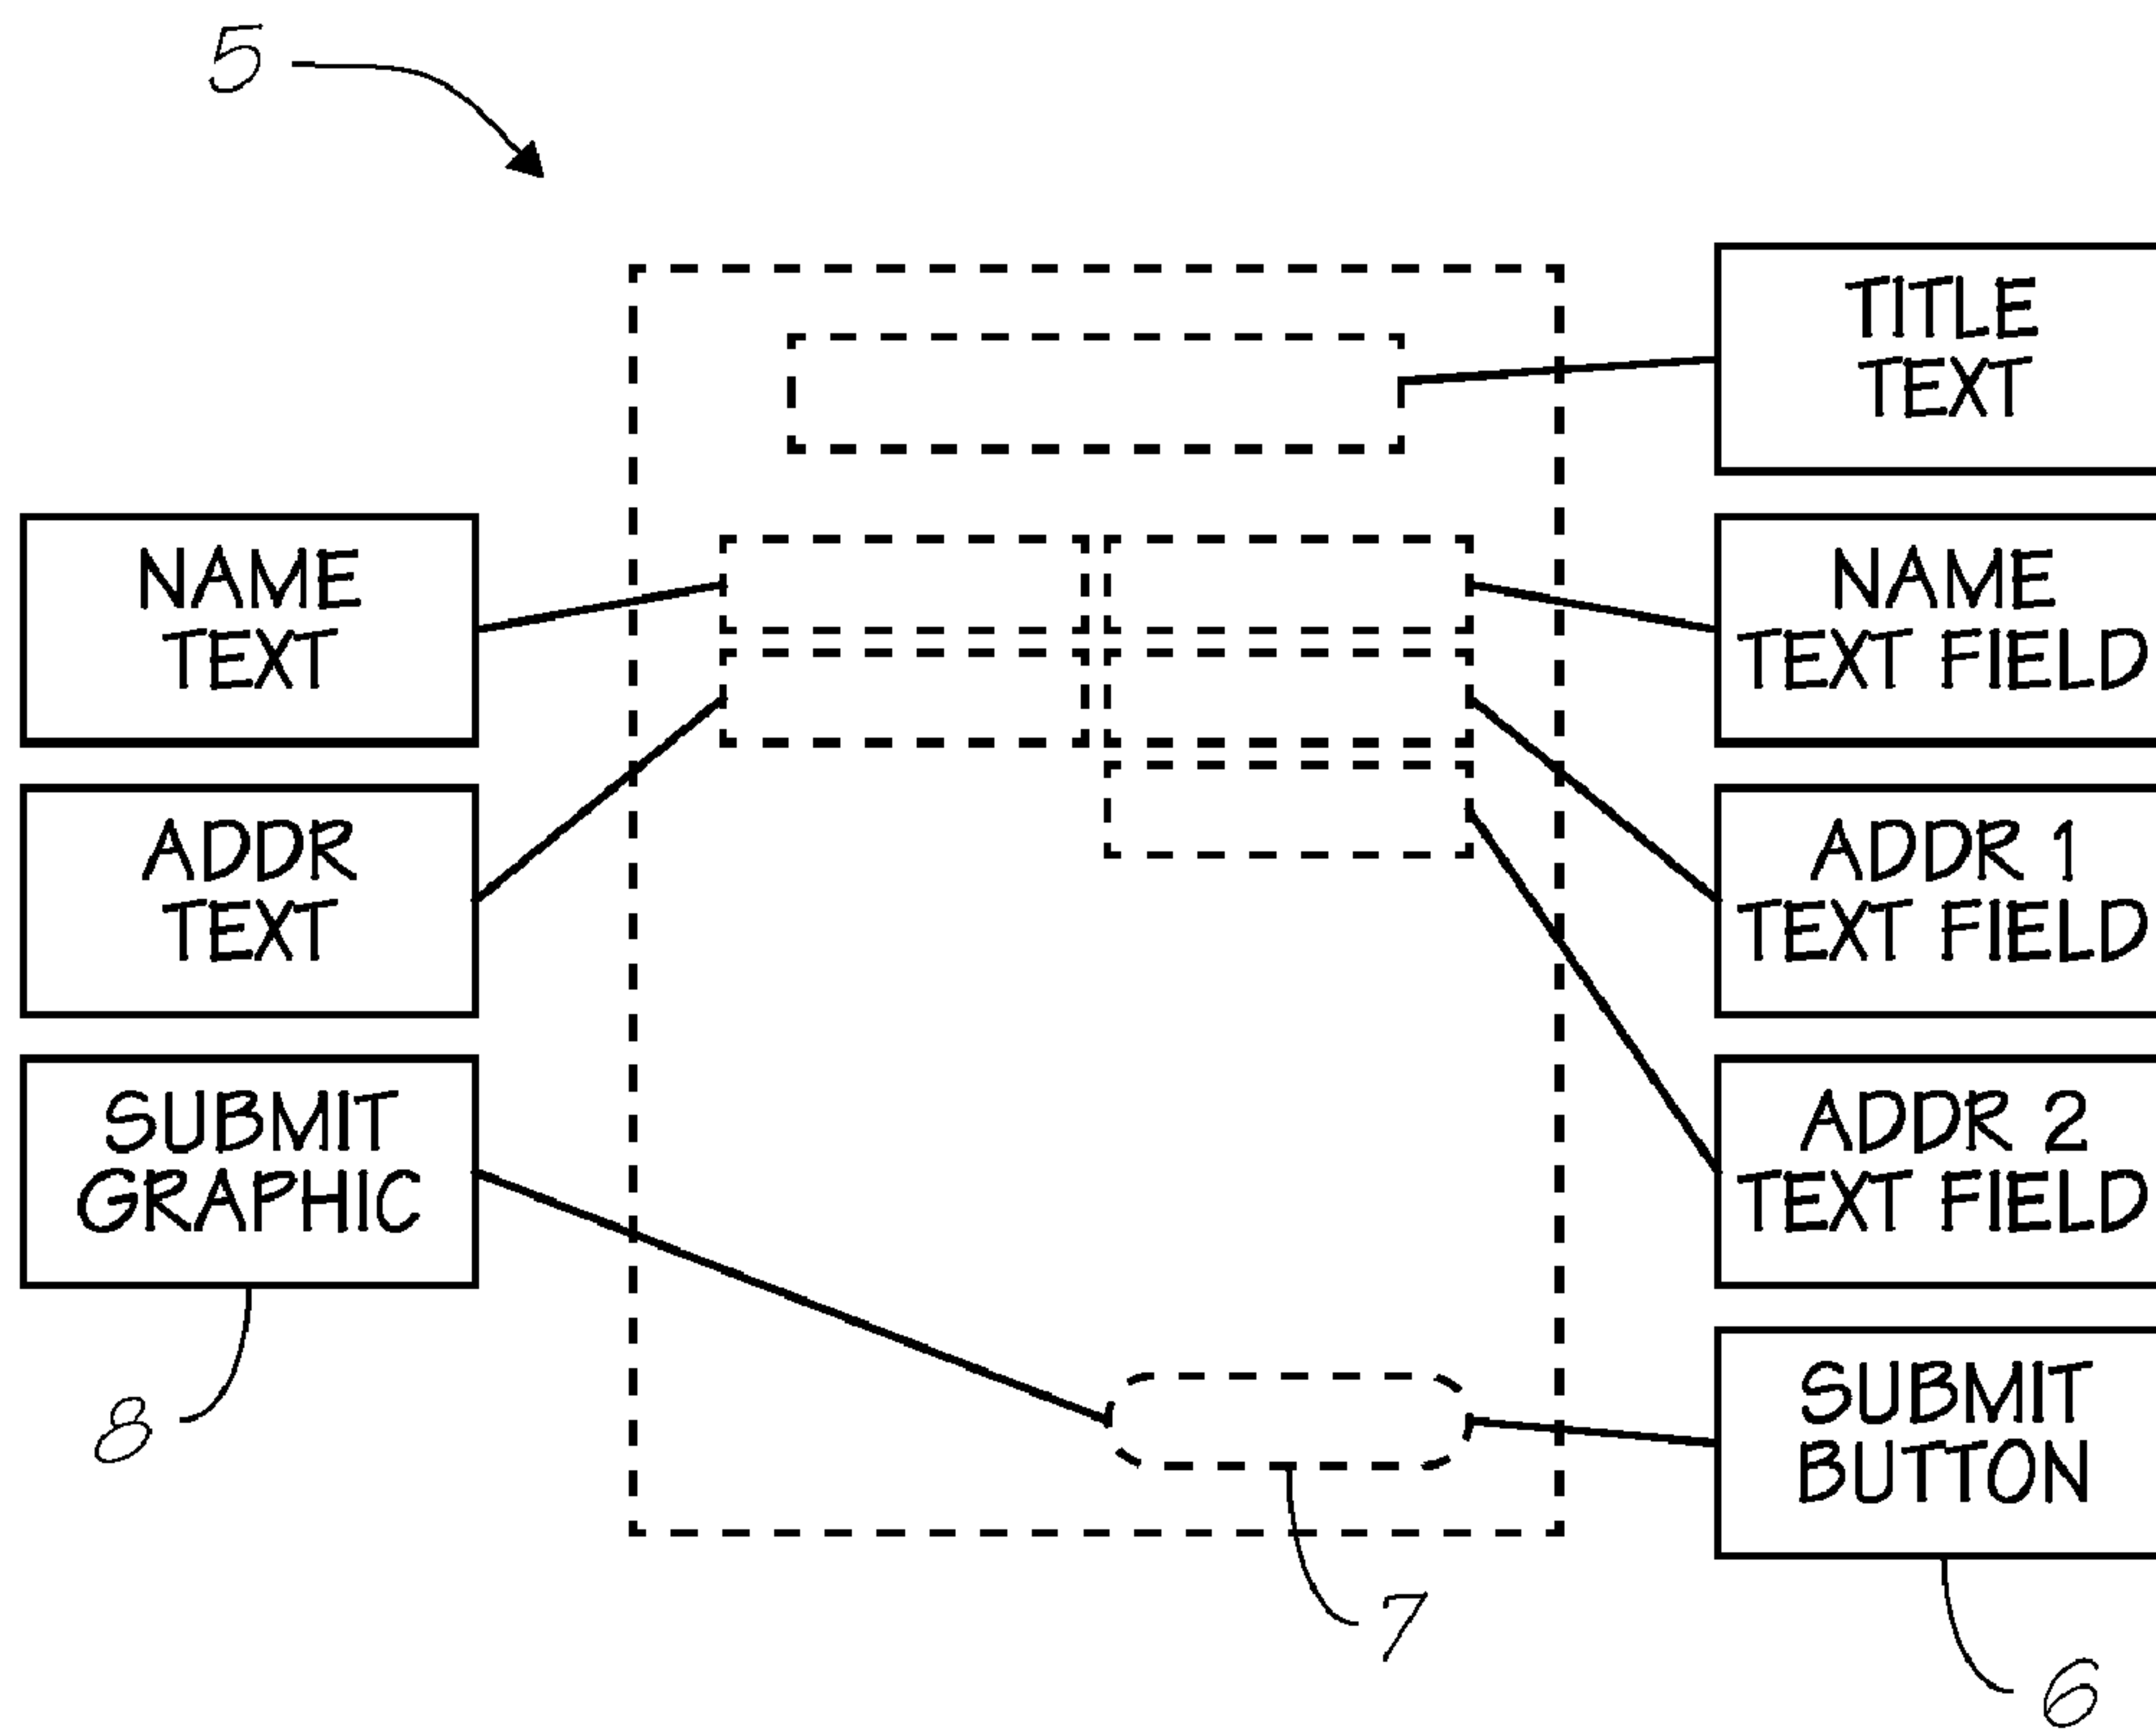 5
TITLE
TEXT
NAME
TEXT
NAME
TEXT FIELD
ADDR
TEXT
ADDR 1
TEXT FIELD
SUBMIT
GRAPHIC
ADDR 2
TEXT FIELD
SUBMIT
BUTTON
8
7
6